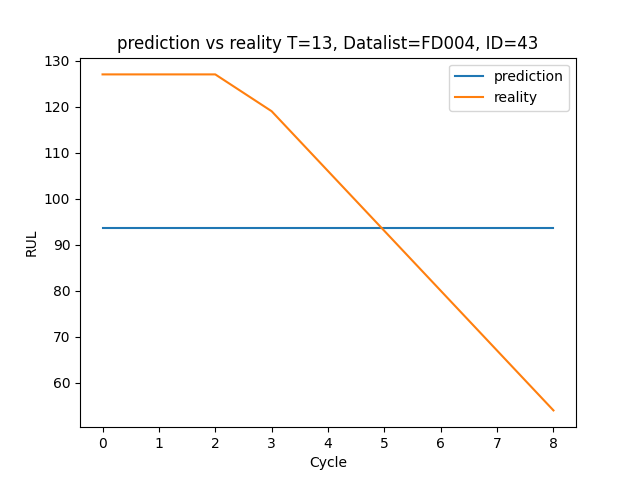 prediction vs reality T=13, Datalist=FD004, ID=43
prediction
reality
130
120
110
100
90
80
70
60
RUL
0 1 2 3 4 5 6 7 8
Cycle